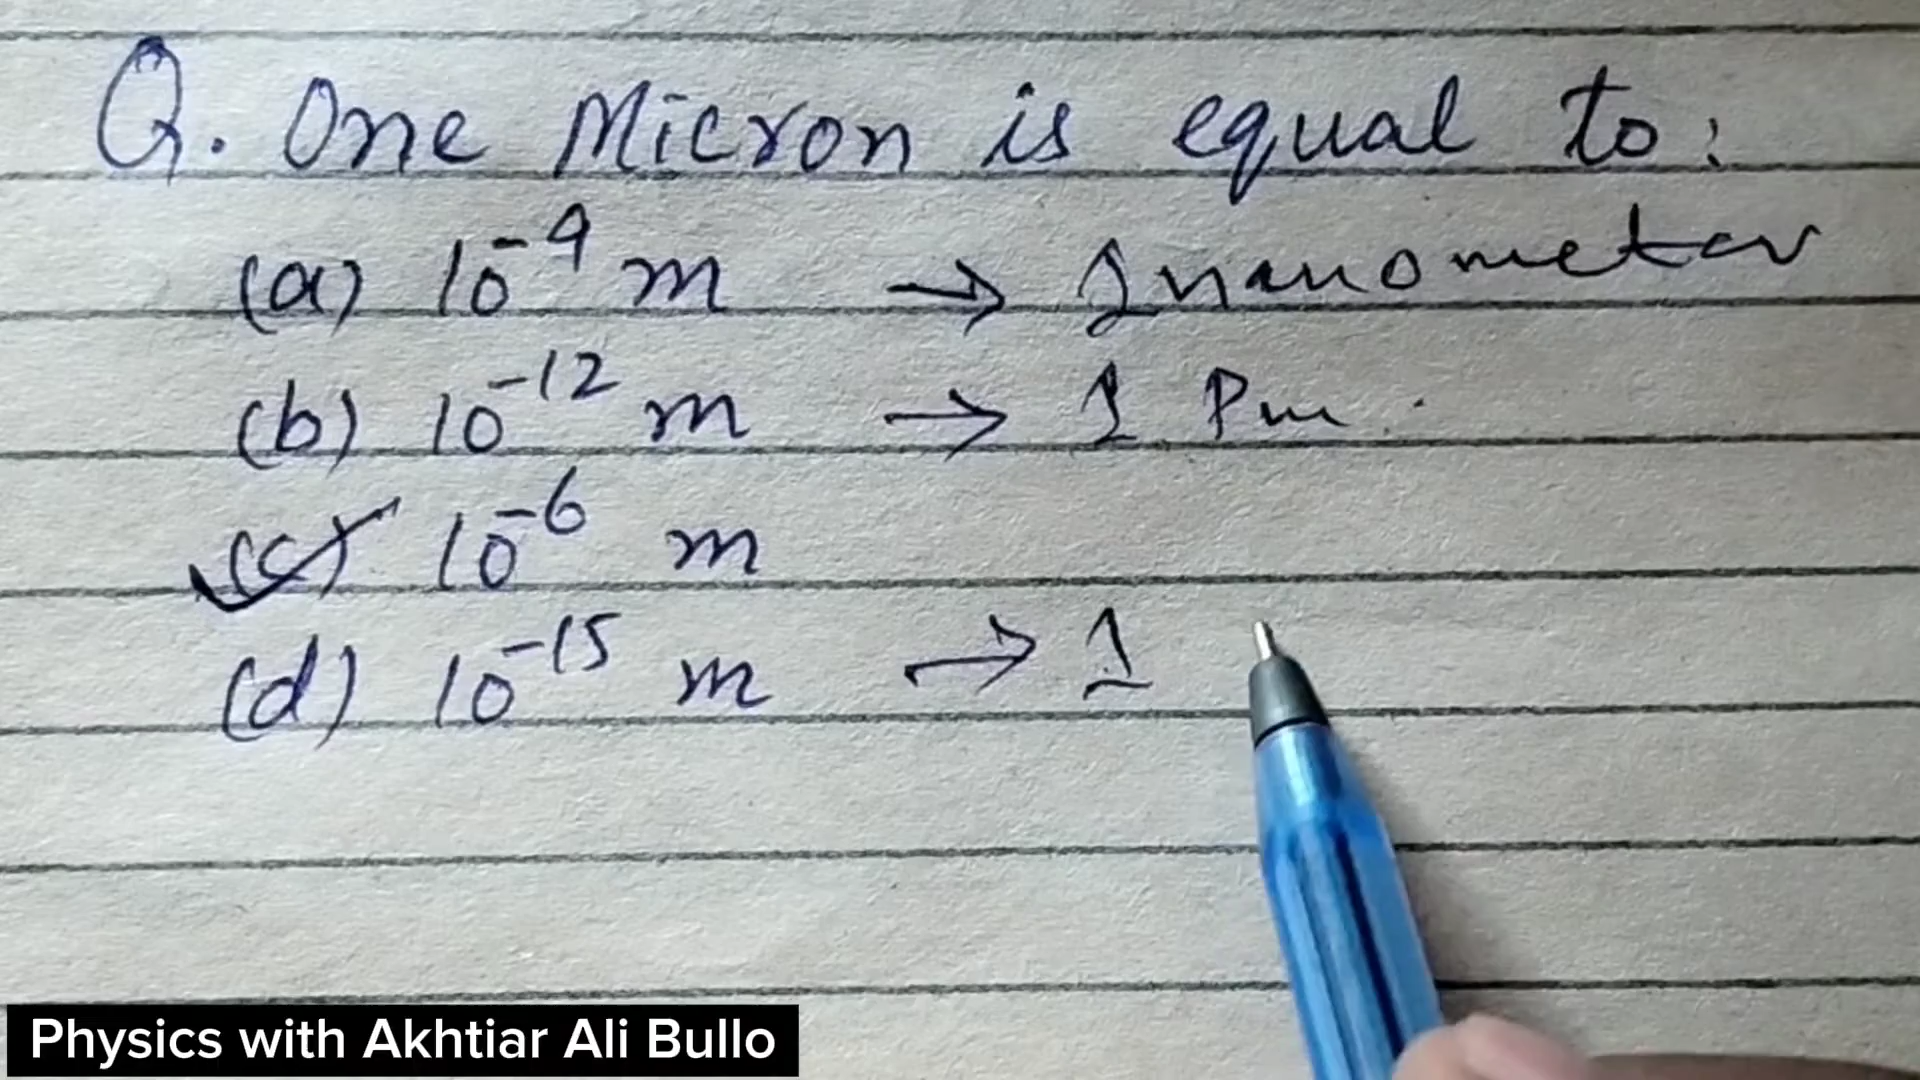 Q. One Micron is equal to:
(a) 10⁻⁹ m → 1 nanometer
(b) 10⁻¹² m → 1 Pm.
(c) 10⁻⁶ m
(d) 10⁻¹⁵ m → 1
Physics with Akhtiar Ali Bullo